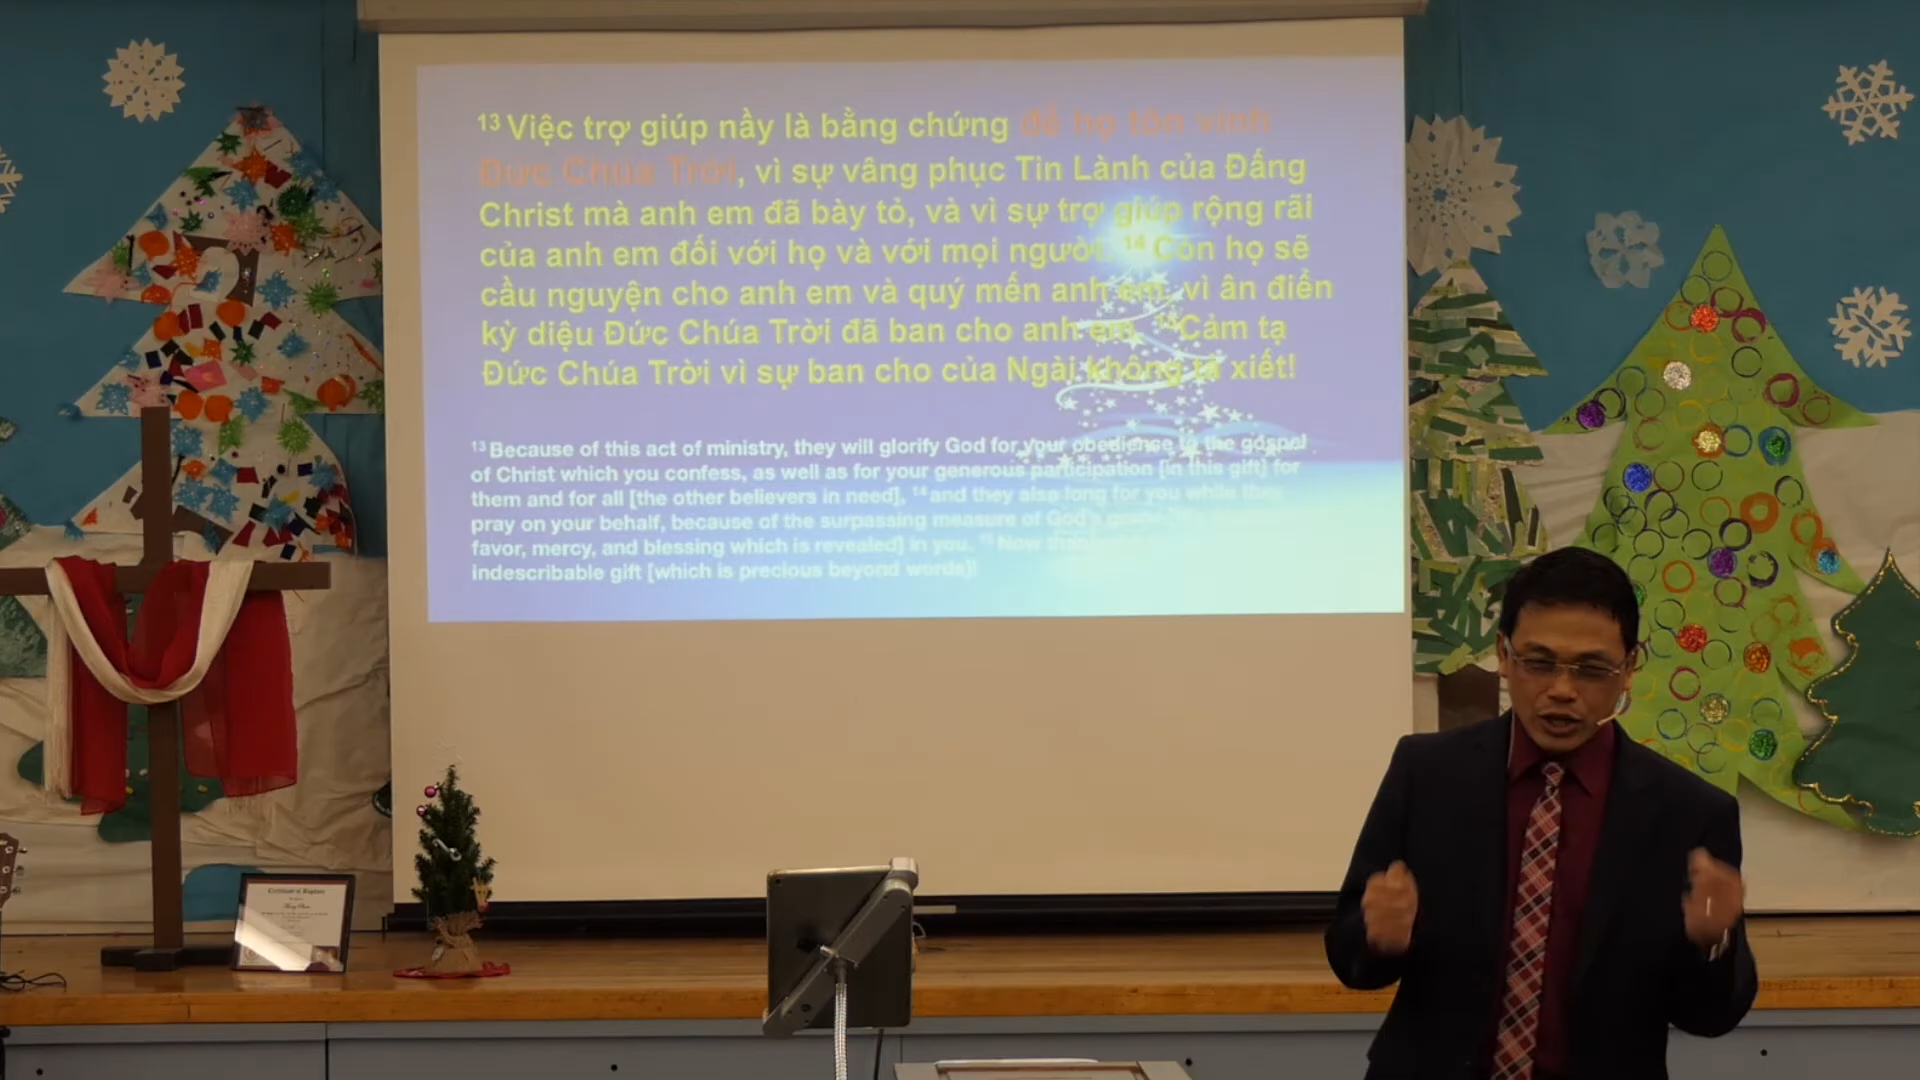 13 Việc trợ giúp nầy là bằng chứng để họ tôn vinh
Đức Chúa Trời, vì sự vâng phục Tin Lành của Đấng
Christ mà anh em đã bày tỏ, và vì sự trợ giúp rộng rãi
của anh em đối với họ và với mọi người. 14 Còn họ sẽ
cầu nguyện cho anh em và quý mến anh em, vì ân điển
kỳ diệu Đức Chúa Trời đã ban cho anh em. 15 Cảm tạ
Đức Chúa Trời vì sự ban cho của Ngài không tả xiết!
13 Because of this act of ministry, they will glorify God for your obedience to the gospel
of Christ which you confess, as well as for your generous participation [in this gift] for
them and for all [the other believers in need], 14 and they also long for you while they
pray on your behalf, because of the surpassing measure of God's
favor, mercy, and blessing which is revealed] in you. 15 Now
indescribable gift [which is precious beyond words]!
Certificate of Baptism